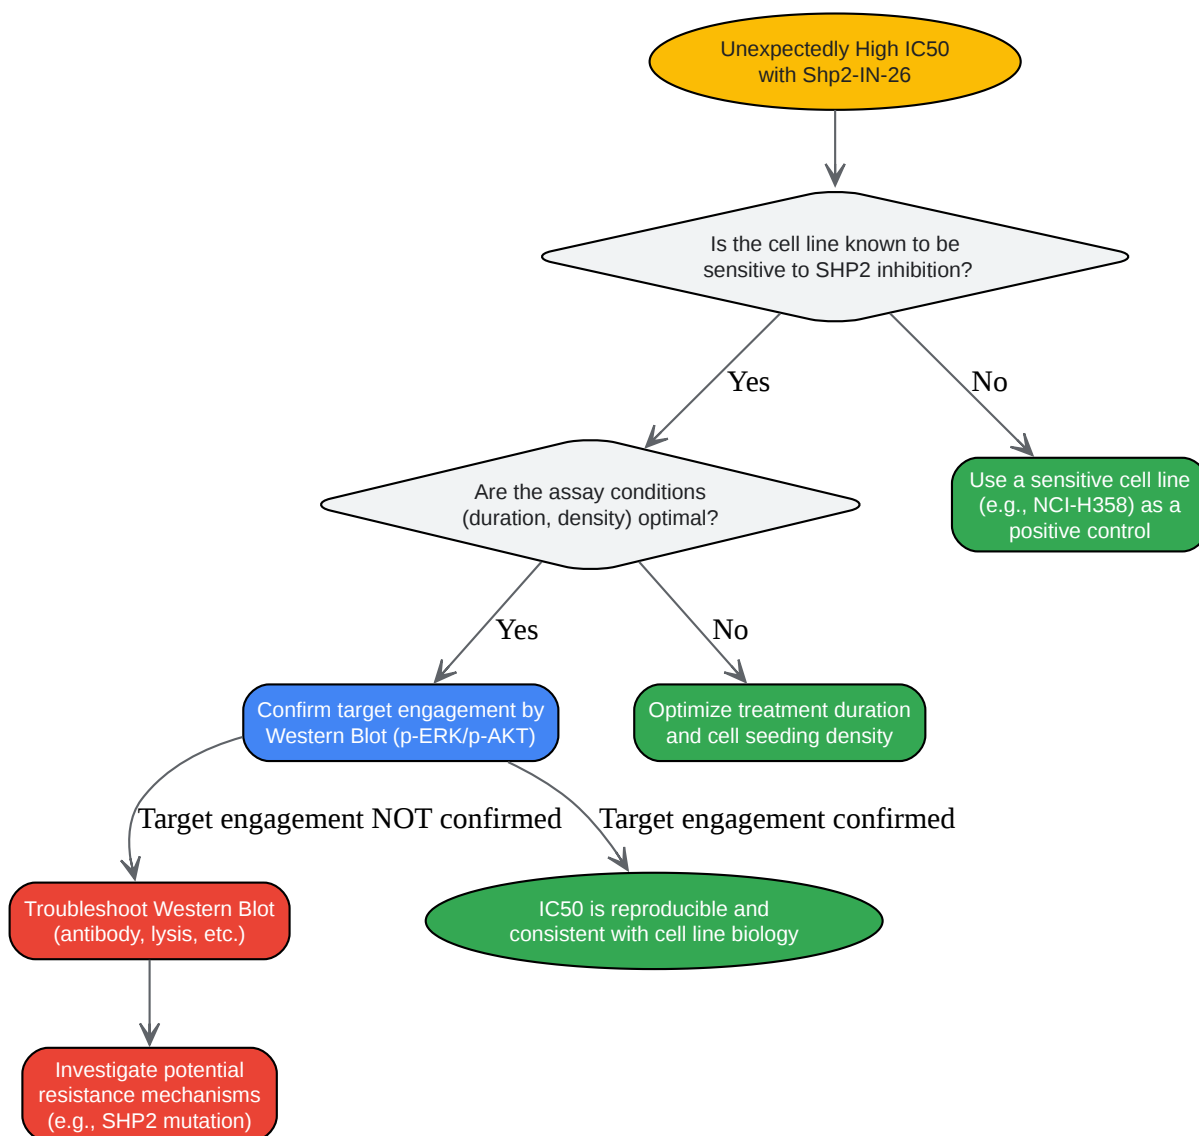 Unexpectedly High IC50
with Shp2-IN-26
Is the cell line known to be
sensitive to SHP2 inhibition?
Yes
No
Are the assay conditions
(duration, density) optimal?
Use a sensitive cell line
(e.g., NCI-H358) as a
positive control
Yes
No
Confirm target engagement by
Western Blot (p-ERK/p-AKT)
Optimize treatment duration
and cell seeding density
Target engagement NOT confirmed
Target engagement confirmed
Troubleshoot Western Blot
(antibody, lysis, etc.)
IC50 is reproducible and
consistent with cell line biology
Investigate potential
resistance mechanisms
(e.g., SHP2 mutation)